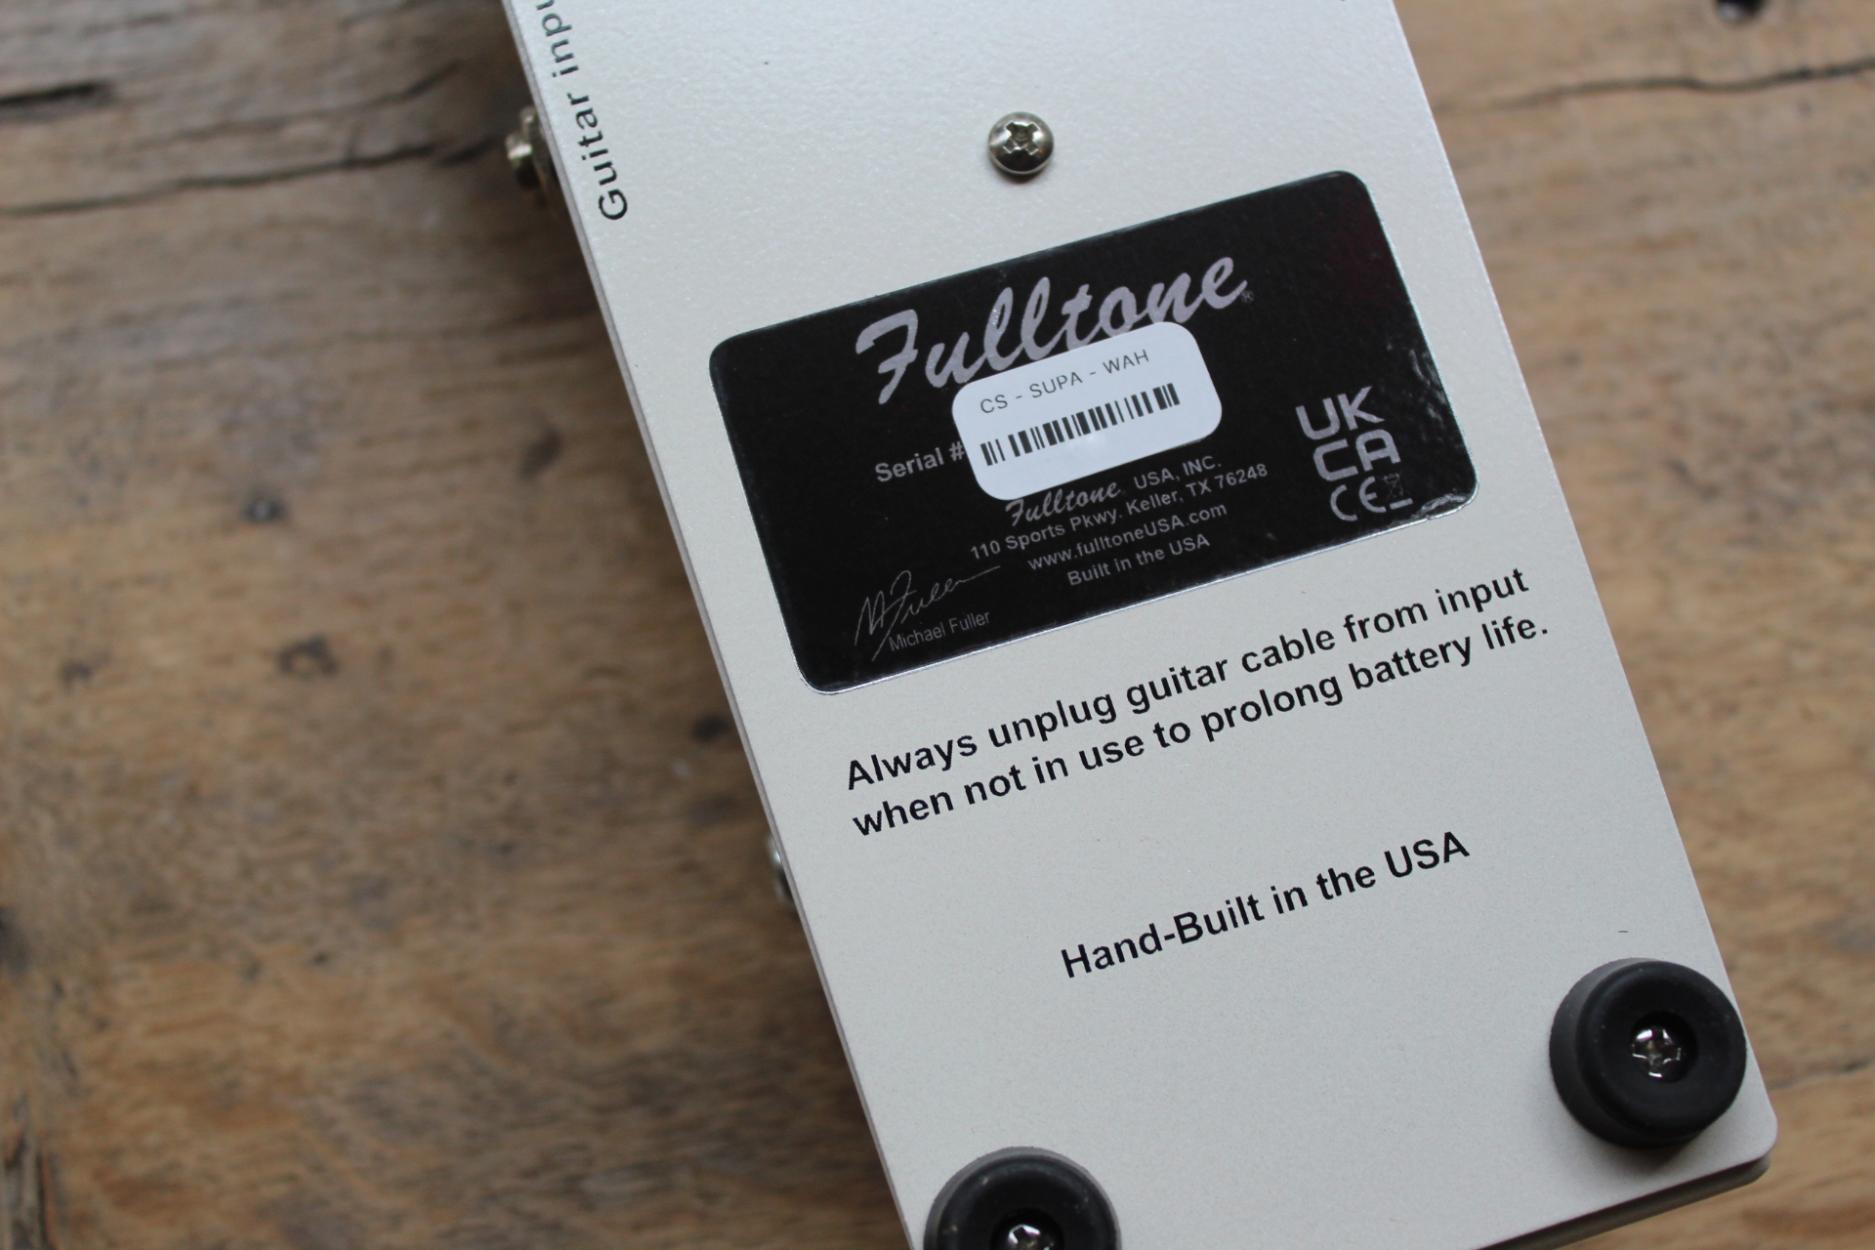 Guitar inpu
Fulltone®
CS - SUPA - WAH
Serial #
Fulltone USA, INC.
110 Sports Pkwy. Keller, TX 76248
www.fulltoneUSA.com
Built in the USA
UK
CA
CE
M Fuller
Michael Fuller
Always unplug guitar cable from input
when not in use to prolong battery life.
Hand-Built in the USA